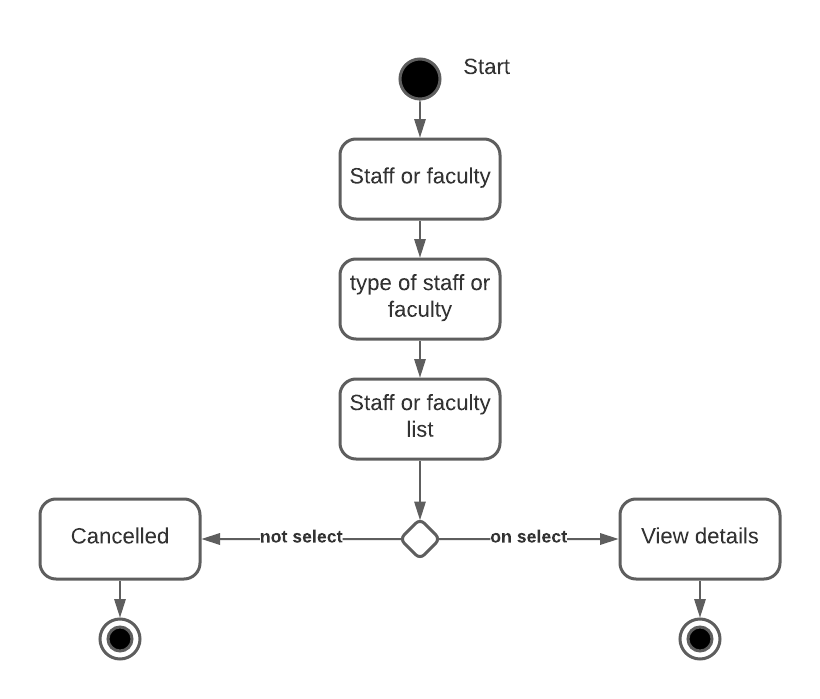 Start
Staff or faculty
type of staff or
faculty
Staff or faculty
list
Cancelled
not select
on select
View details